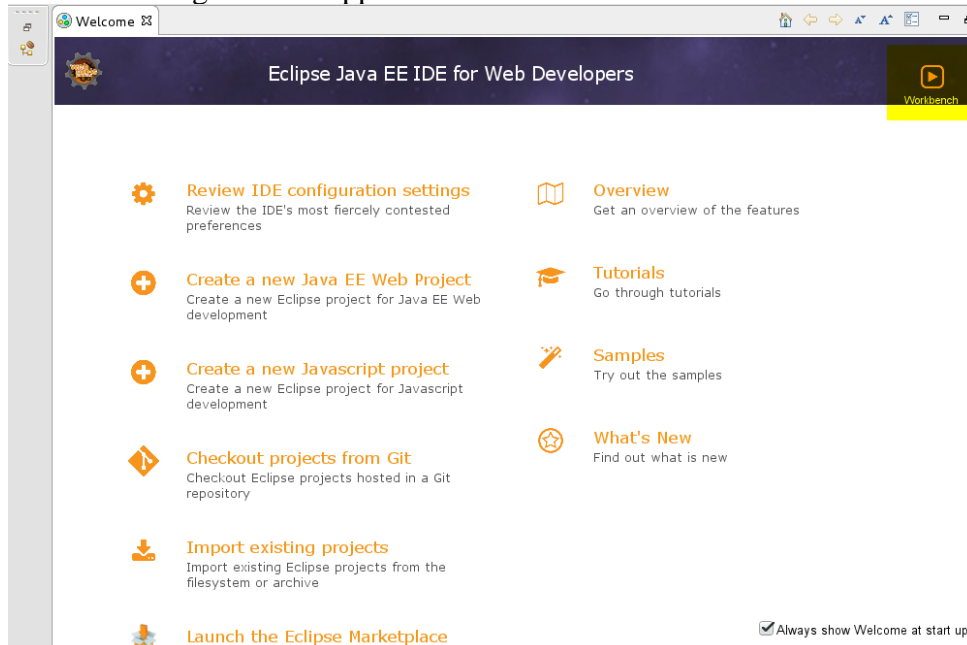 Welcome
Eclipse Java EE IDE for Web Developers
Workbench
Review IDE configuration settings
Review the IDE's most fiercely contested
preferences
Create a new Java EE Web Project
Create a new Eclipse project for Java EE Web
development
Create a new Javascript project
Create a new Eclipse project for Javascript
development
Checkout projects from Git
Checkout Eclipse projects hosted in a Git
repository
Import existing projects
Import existing Eclipse projects from the
filesystem or archive
Launch the Eclipse Marketplace
Overview
Get an overview of the features
Tutorials
Go through tutorials
Samples
Try out the samples
What's New
Find out what is new
Always show Welcome at start up